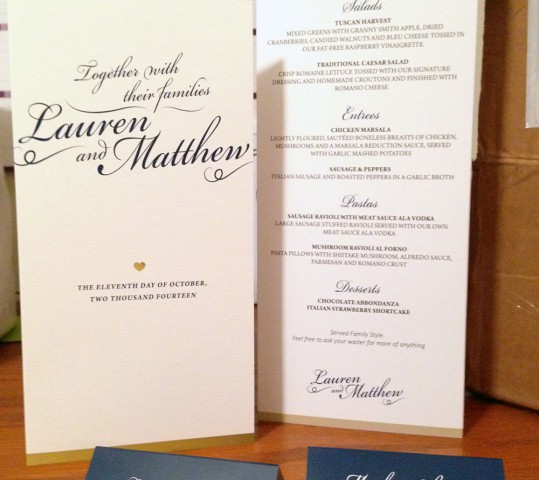 Together with
their families
Lauren
and Matthew
THE ELEVENTH DAY OF OCTOBER,
TWO THOUSAND FOURTEEN
Salads
TUSCAN HARVEST
MIXED GREENS WITH GRANNY SMITH APPLE, DRIED
CRANBERRIES, CANDIED WALNUTS AND BLEU CHEESE TOSSED IN
OUR FAT-FREE RASPBERRY VINAIGRETTE.
TRADITIONAL CAESAR SALAD
CRISP ROMAINE LETTUCE TOSSED WITH OUR SIGNATURE
DRESSING AND HOMEMADE CROUTONS AND FINISHED WITH
ROMANO CHEESE
Entrees
CHICKEN MARSALA
LIGHTLY FLOURED, SAUTÉED BONELESS BREASTS OF CHICKEN,
MUSHROOMS AND A MARSALA REDUCTION SAUCE, SERVED
WITH GARLIC MASHED POTATOES
SAUSAGE & PEPPERS
ITALIAN SAUSAGE AND ROASTED PEPPERS IN A GARLIC BROTH
Pastas
SAUSAGE RAVIOLI WITH MEAT SAUCE ALA VODKA
LARGE SAUSAGE STUFFED RAVIOLI SERVED WITH OUR OWN
MEAT SAUCE ALA VODKA
MUSHROOM RAVIOLI AL FORNO
PASTA PILLOWS WITH SHIITAKE MUSHROOM, ALFREDO SAUCE,
PARMESAN AND ROMANO CRUST
Desserts
CHOCOLATE ABBONDANZA
ITALIAN STRAWBERRY SHORTCAKE
Served Family Style.
Feel free to ask your waiter for more of anything
Lauren
and Matthew